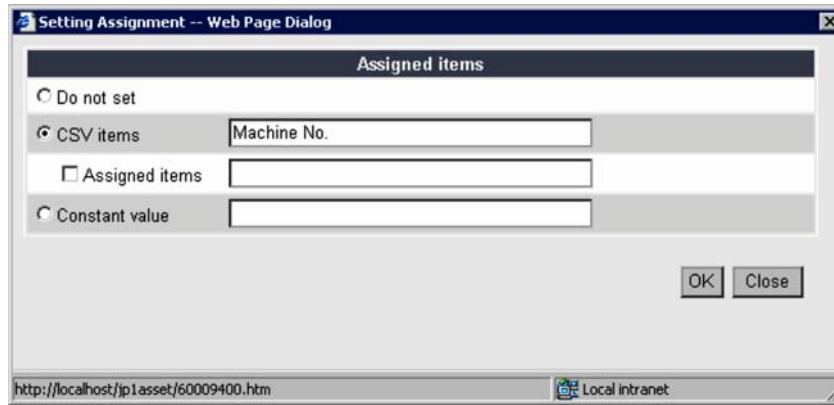 Setting Assignment -- Web Page Dialog
Assigned items
Do not set
CSV items Machine No.
Assigned items
Constant value
OK Close
http://localhost/jp1asset/60009400.htm Local intranet